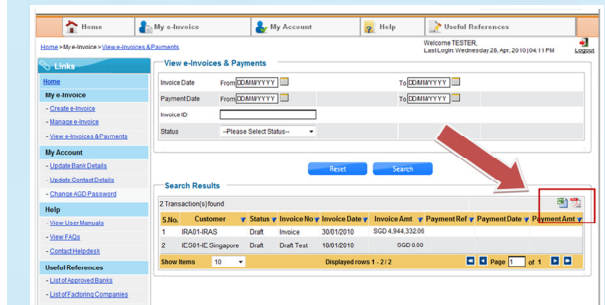 Home My e-Invoice My Account Help Useful References
Home » My e-Invoice » View e-Invoices & Payments
Welcome TESTER,
Last Login: Wednesday 28, Apr, 2010 | 04:11 PM Logout
Links
Home
My e-Invoice
- Create e-Invoice
- Manage e-Invoice
- View e-Invoices & Payments
My Account
- Update Bank Details
- Update Contact Details
- Change AGD Password
Help
- View User Manuals
- View FAQs
- Contact Helpdesk
Useful References
- List of Approved Banks
- List of Factoring Companies
View e-Invoices & Payments
Invoice Date From DD/MM/YYYY To DD/MM/YYYY
Payment Date From DD/MM/YYYY To DD/MM/YYYY
Invoice ID
Status --Please Select Status--
Reset Search
Search Results
2 Transaction(s) found
S.No. Customer Status Invoice No Invoice Date Invoice Amt Payment Ref Payment Date Payment Amt
1 IRA01-IRAS Draft Invoice 30/01/2010 SGD 4,944,332.06
2 IES01-IE Singapore Draft Draft Test 10/01/2010 SGD 0.00
Show Items 10 Displayed rows 1 - 2 / 2 Page 1 of 1